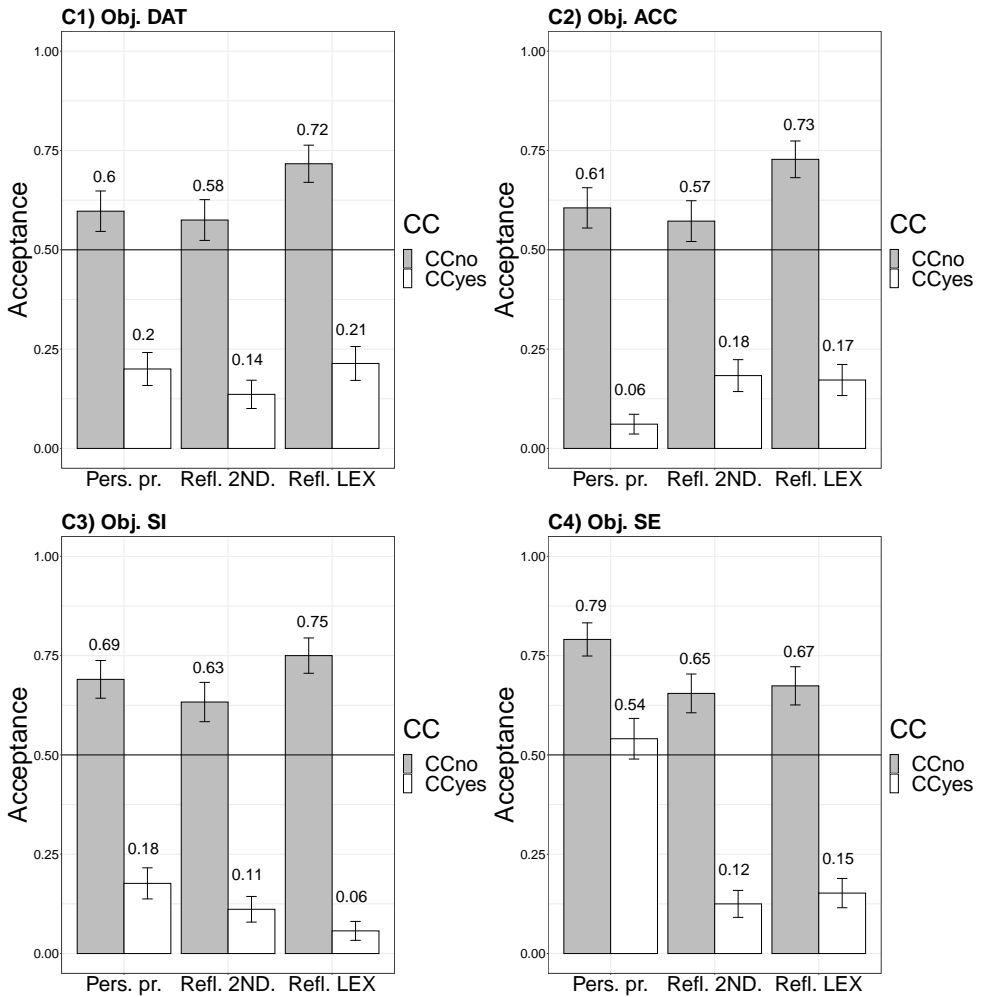 C1) Obj. DAT
1.00
0.75
0.50
0.25
0.00
Acceptance
0.6
0.2
0.58
0.14
0.72
0.21
Pers. pr. Refl. 2ND. Refl. LEX
CC
CCno
CCyes
C2) Obj. ACC
1.00
0.75
0.50
0.25
0.00
Acceptance
0.61
0.06
0.57
0.18
0.73
0.17
Pers. pr. Refl. 2ND. Refl. LEX
CC
CCno
CCyes
C3) Obj. SI
1.00
0.75
0.50
0.25
0.00
Acceptance
0.69
0.18
0.63
0.11
0.75
0.06
Pers. pr. Refl. 2ND. Refl. LEX
CC
CCno
CCyes
C4) Obj. SE
1.00
0.75
0.50
0.25
0.00
Acceptance
0.79
0.54
0.65
0.12
0.67
0.15
Pers. pr. Refl. 2ND. Refl. LEX
CC
CCno
CCyes